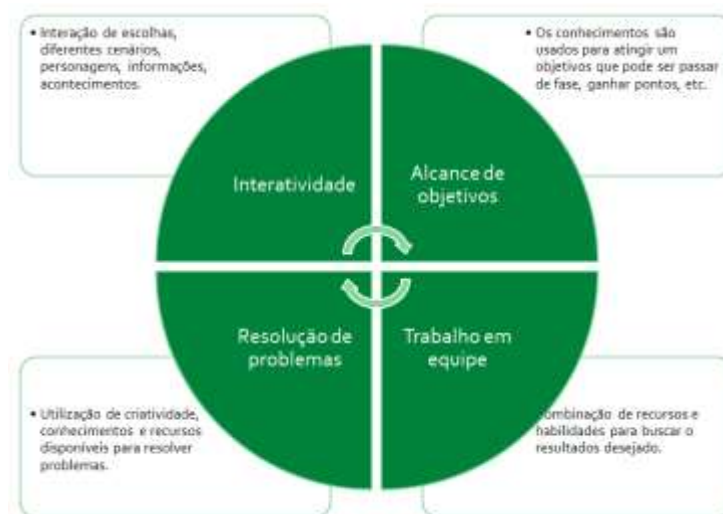 • Interação de escolhas,
diferentes cenários,
personagens, informações,
acontecimentos.
• Os conhecimentos são
usados para atingir um
objetivos que pode ser passar
de fase, ganhar pontos, etc.
Interatividade
Alcance de
objetivos
Resolução de
problemas
Trabalho em
equipe
• Utilização de criatividade,
conhecimentos e recursos
disponíveis para resolver
problemas.
ombinação de recursos e
habilidades para buscar o
resultados desejado.